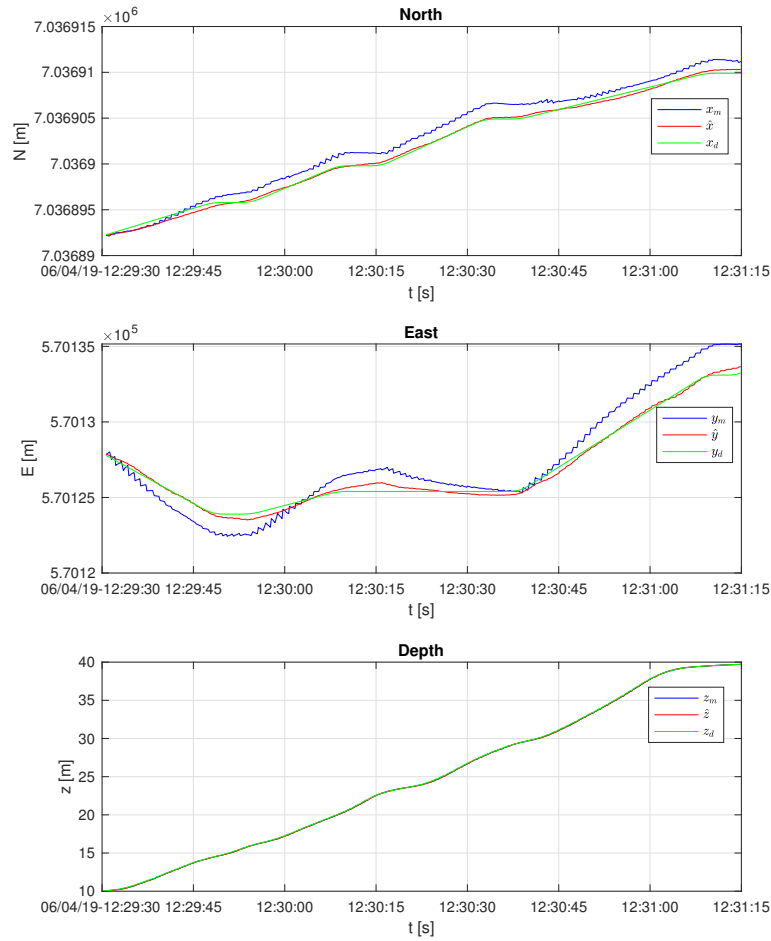 North
×10⁶
7.036915
7.03691
7.036905
7.0369
7.036895
7.03689
N [m]
x_m
x̂
x_d
06/04/19-12:29:30 12:29:45 12:30:00 12:30:15 12:30:30 12:30:45 12:31:00 12:31:15
t [s]
East
×10⁵
5.70135
5.7013
5.70125
5.7012
E [m]
y_m
ŷ
y_d
06/04/19-12:29:30 12:29:45 12:30:00 12:30:15 12:30:30 12:30:45 12:31:00 12:31:15
t [s]
Depth
40
35
30
25
20
15
10
z [m]
z_m
ẑ
z_d
06/04/19-12:29:30 12:29:45 12:30:00 12:30:15 12:30:30 12:30:45 12:31:00 12:31:15
t [s]